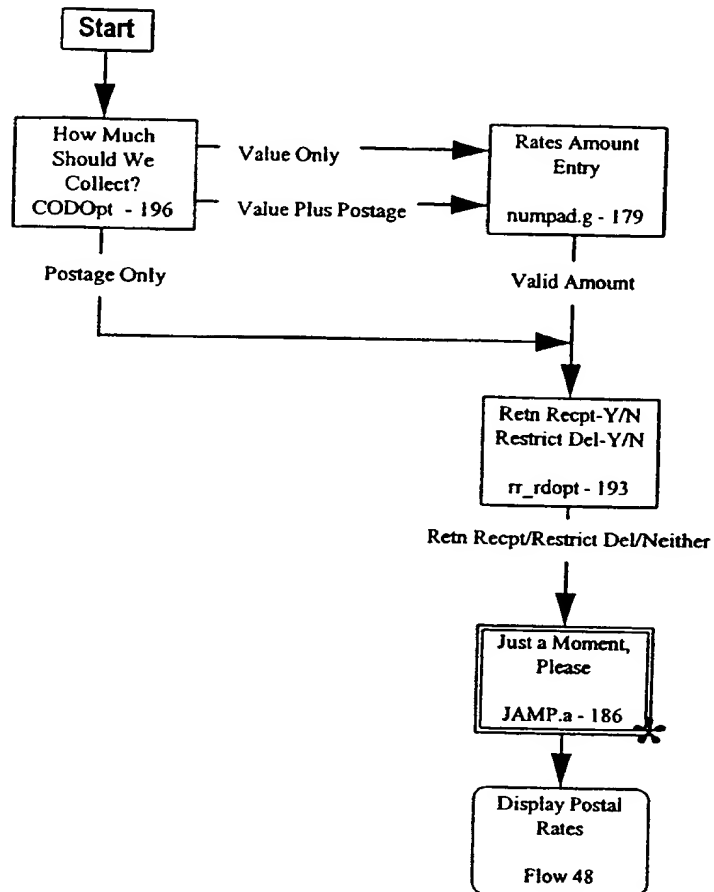 Start
How Much
Should We
Collect?
CODOpt - 196
Value Only
Value Plus Postage
Rates Amount
Entry
numpad.g - 179
Postage Only
Valid Amount
Retn Recpt-Y/N
Restrict Del-Y/N
rr_rdopt - 193
Retn Recpt/Restrict Del/Neither
Just a Moment,
Please
JAMP.a - 186
Display Postal
Rates
Flow 48